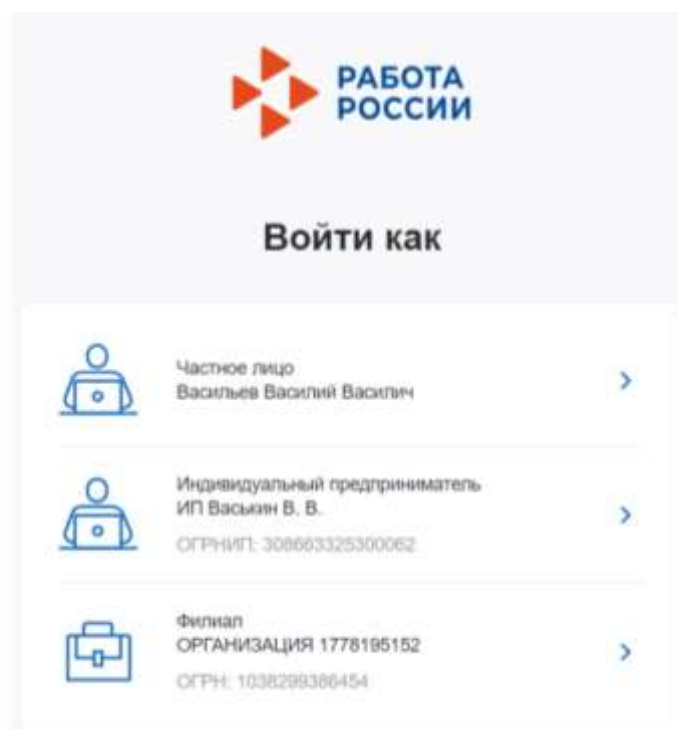 РАБОТА
РОССИИ
Войти как
Частное лицо
Васильев Василий Василич
Индивидуальный предприниматель
ИП Васькин В. В.
ОГРНИП: 308663325300062
Филиал
ОРГАНИЗАЦИЯ 1778195152
ОГРН: 1038299386454